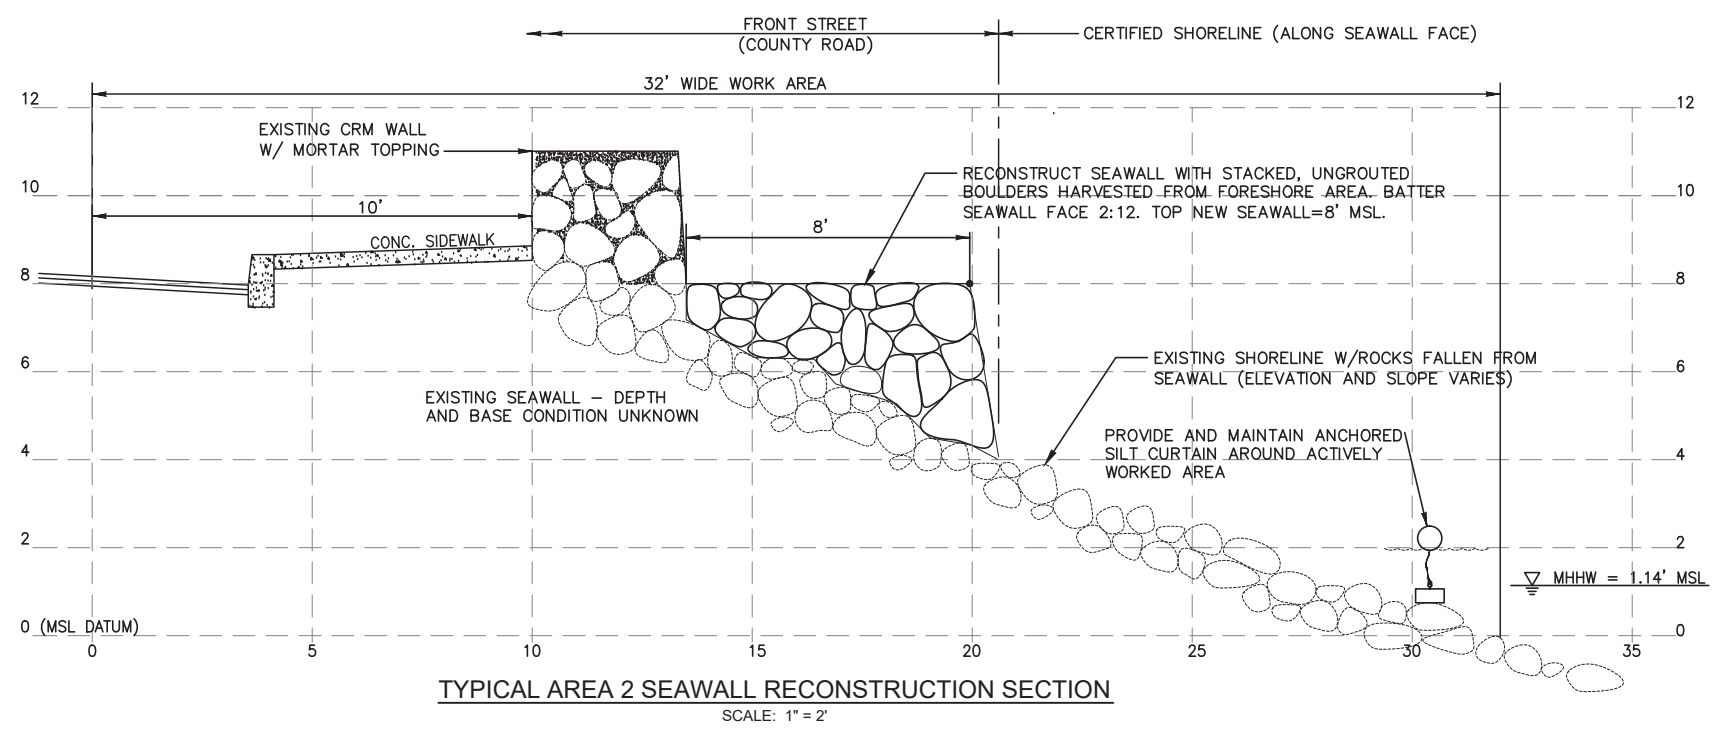 FRONT STREET
(COUNTY ROAD)
CERTIFIED SHORELINE (ALONG SEAWALL FACE)
32' WIDE WORK AREA
12
12
EXISTING CRM WALL
W/ MORTAR TOPPING
RECONSTRUCT SEAWALL WITH STACKED, UNGROUTED
BOULDERS HARVESTED FROM FORESHORE AREA. BATTER
SEAWALL FACE 2:12. TOP NEW SEAWALL=8' MSL.
10
10
10'
8'
CONC. SIDEWALK
8
8
EXISTING SHORELINE W/ROCKS FALLEN FROM
SEAWALL (ELEVATION AND SLOPE VARIES)
6
6
EXISTING SEAWALL – DEPTH
AND BASE CONDITION UNKNOWN
PROVIDE AND MAINTAIN ANCHORED
SILT CURTAIN AROUND ACTIVELY
WORKED AREA
4
4
2
2
MHHW = 1.14' MSL
0 (MSL DATUM)
0
0 5 10 15 20 25 30 35
TYPICAL AREA 2 SEAWALL RECONSTRUCTION SECTION
SCALE: 1" = 2'